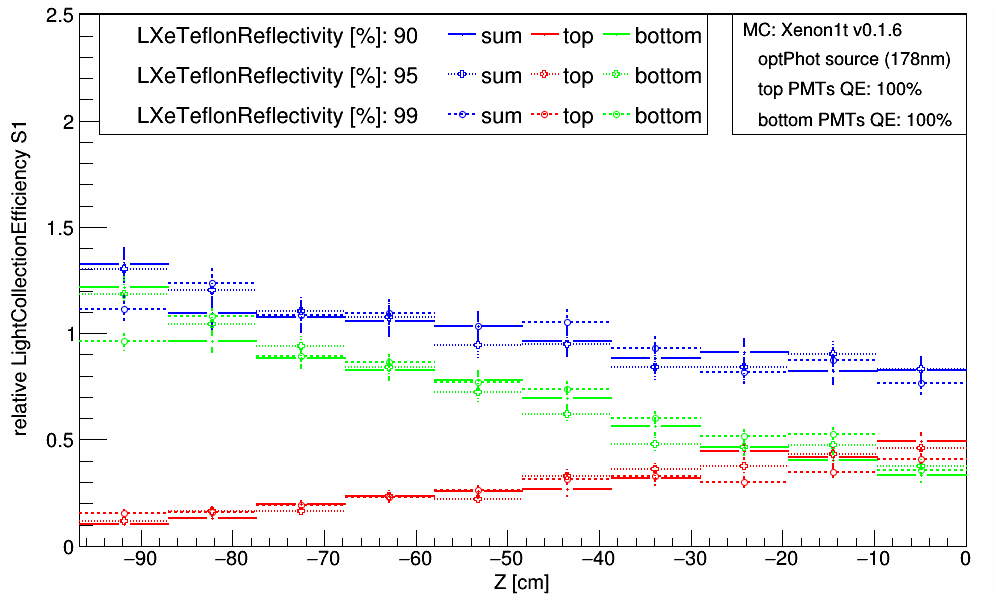 LXeTeflonReflectivity [%]: 90 sum top bottom
LXeTeflonReflectivity [%]: 95 sum top bottom
LXeTeflonReflectivity [%]: 99 sum top bottom
MC: Xenon1t v0.1.6
optPhot source (178nm)
top PMTs QE: 100%
bottom PMTs QE: 100%
relative LightCollectionEfficiency S1
2.5
2
1.5
1
0.5
0
−90 −80 −70 −60 −50 −40 −30 −20 −10 0
Z [cm]